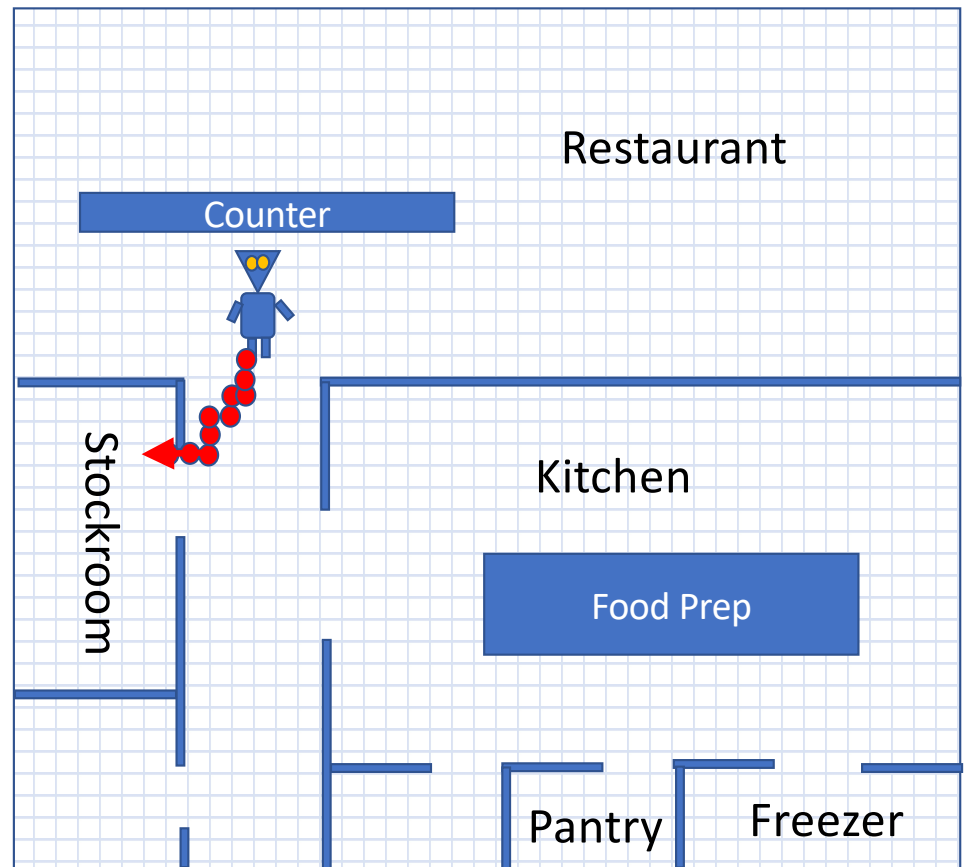 Restaurant
Counter
Stockroom
Kitchen
Food Prep
Pantry
Freezer